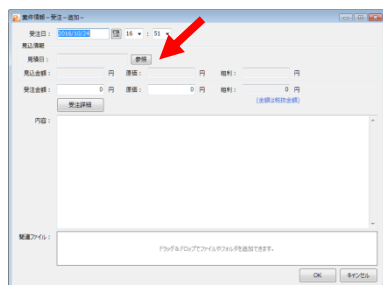 案件情報－受注－追加－
受注日： 2016/10/24 16 ： 51
見込情報
見積日： 参照
見込金額： 円 原価： 円 粗利： 円
受注金額： 0 円 原価： 0 円 粗利： 0 円
受注詳細 (金額は税抜金額)
内容：
関連ファイル：
ドラッグ＆ドロップでファイルやフォルダを追加できます。
OK キャンセル